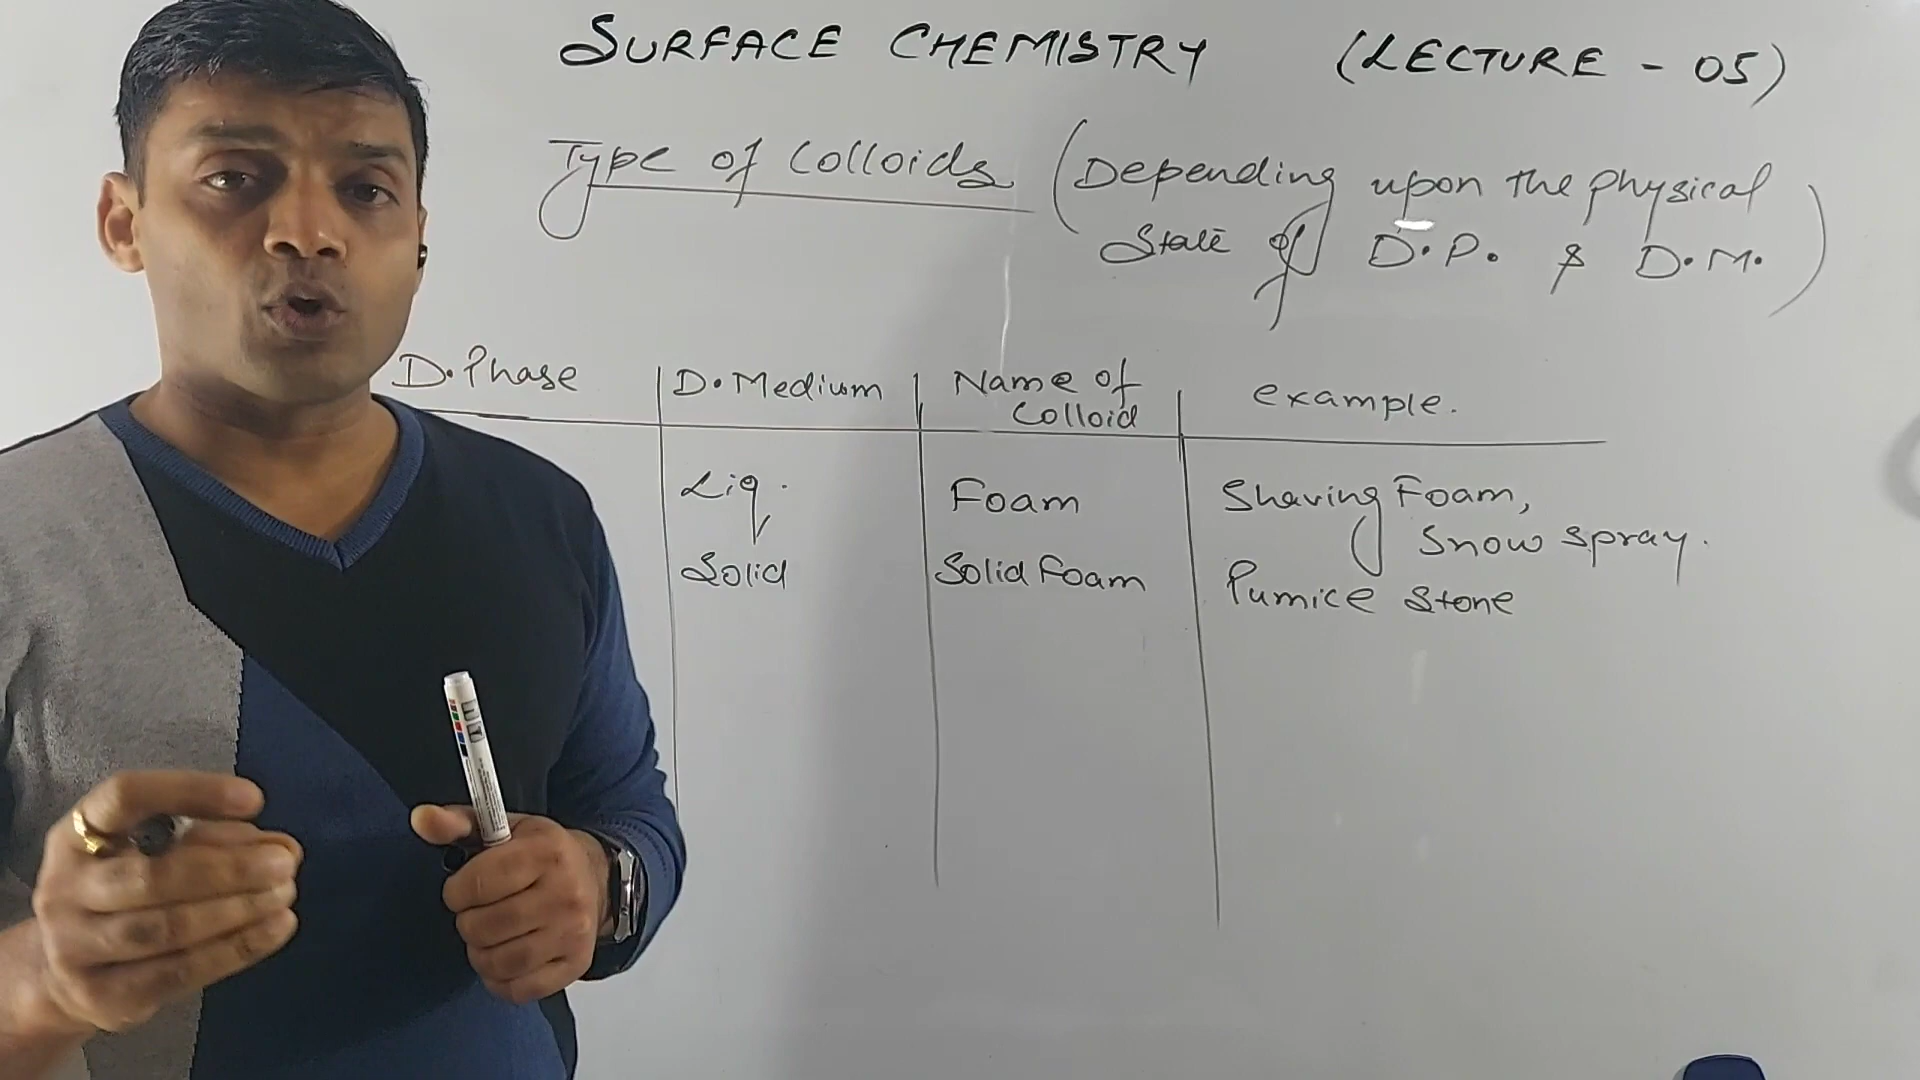 SURFACE CHEMISTRY (LECTURE - 05)
Type of Colloids (Depending upon the physical
State of D.P. & D.M.)
D.Phase D.Medium Name of Colloid example.
Liq. Foam Shaving Foam,
Snow spray.
Solid Solid Foam Pumice Stone